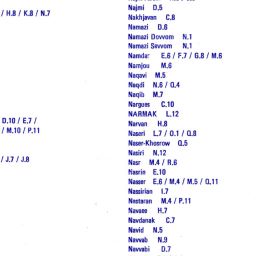 / H.8 / K.8 / N.7
D.10 / E.7 /
/ M.10 / P.11
/ J.7 / J.8
Najmi D.5
Nakhjavan C.8
Namazi D.6
Namazi Dovvom N.1
Namazi Sevvom N.1
Namdar E.6 / F.7 / G.8 / M.6
Namjou M.6
Naqavi M.5
Naqdi N.6 / Q.4
Naqib M.7
Nargues C.10
NARMAK L.12
Narvan H.8
Naseri L.7 / O.1 / Q.8
Naser-Khosrow Q.5
Nasiri N.12
Nasr M.4 / R.6
Nasrin E.10
Nasser E.6 / M.4 / M.5 / Q.11
Nassirian I.7
Nastaran M.4 / P.11
Navaee H.7
Navdanak C.7
Navid N.5
Navvab N.9
Navvabi D.7